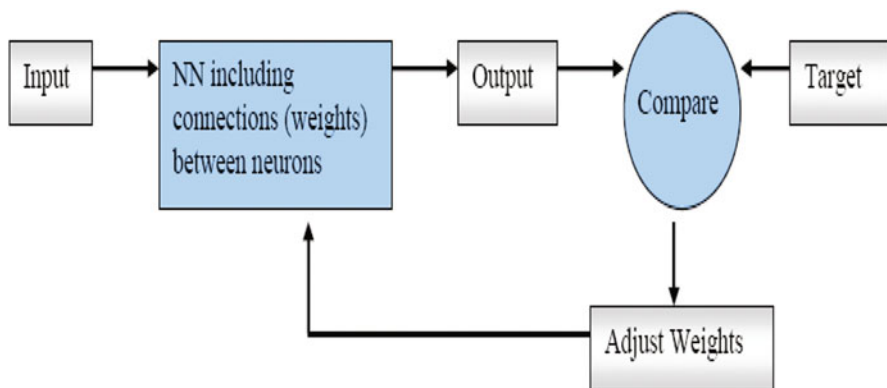 Input
NN including
connections (weights)
between neurons
Output
Compare
Target
Adjust Weights